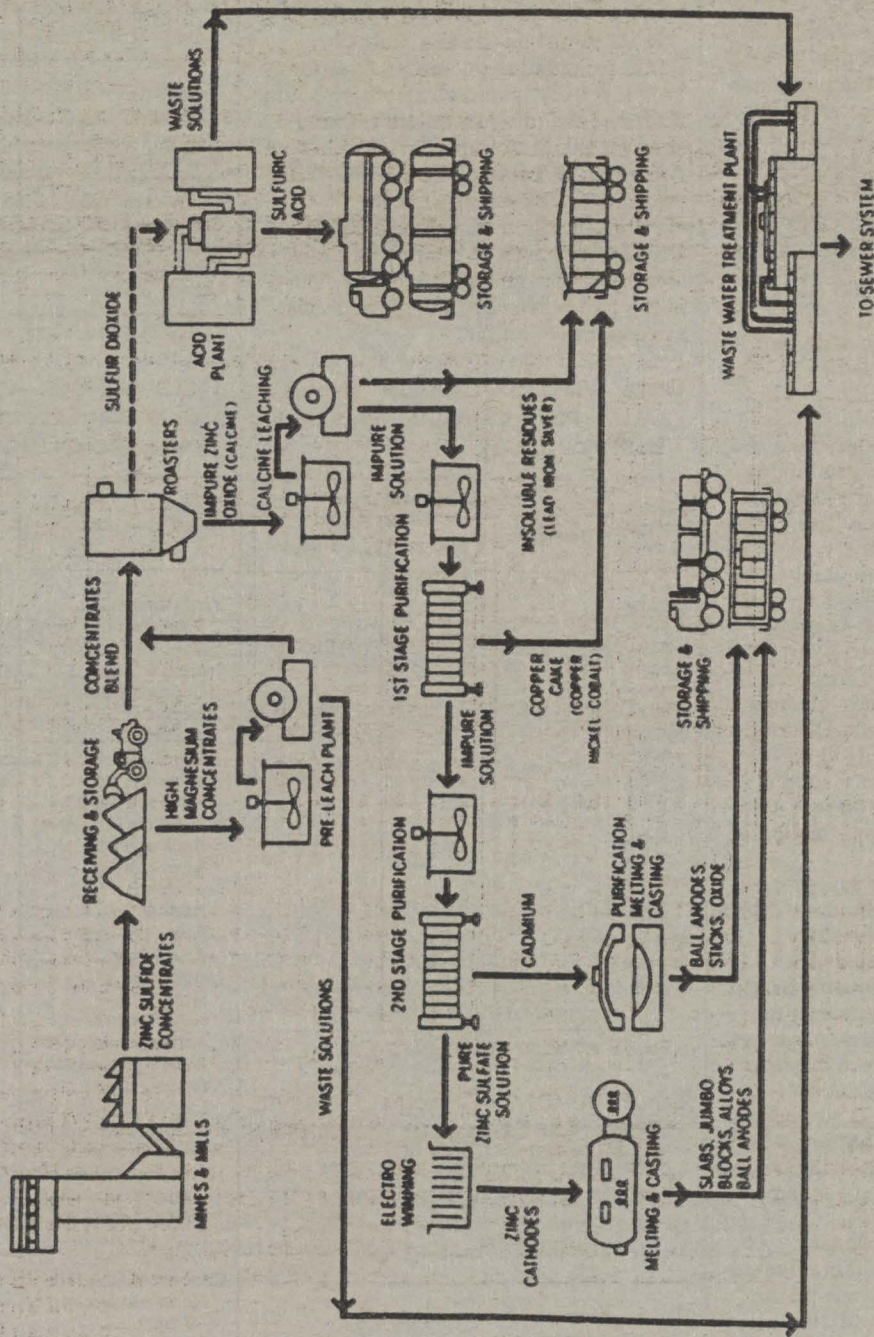 MINES & MILLS
ZINC SULFIDE
CONCENTRATES
RECEIVING & STORAGE
CONCENTRATES
BLEND
HIGH
MAGNESIUM
CONCENTRATES
PRE-LEACH PLANT
ROASTERS
SULFUR DIOXIDE
IMPURE ZINC
OXIDE (CALCINE)
CALCINE LEACHING
ACID
PLANT
WASTE
SOLUTIONS
SULFURIC
ACID
STORAGE & SHIPPING
WASTE SOLUTIONS
IMPURE
SOLUTION
INSOLUBLE RESIDUES
(LEAD IRON SILVER)
STORAGE & SHIPPING
1ST STAGE PURIFICATION
COPPER
CAKE
(COPPER
NICKEL COBALT)
IMPURE
SOLUTION
2ND STAGE PURIFICATION
CADMIUM
PURIFICATION
MELTING &
CASTING
BALL ANODES,
STICKS, OXIDE
PURE
ZINC SULFATE
SOLUTION
ELECTRO
WINNING
ZINC
CATHODES
MELTING & CASTING
SLABS, JUMBO
BLOCKS, ALLOYS
BALL ANODES
STORAGE &
SHIPPING
WASTE WATER TREATMENT PLANT
TO SEWER SYSTEM